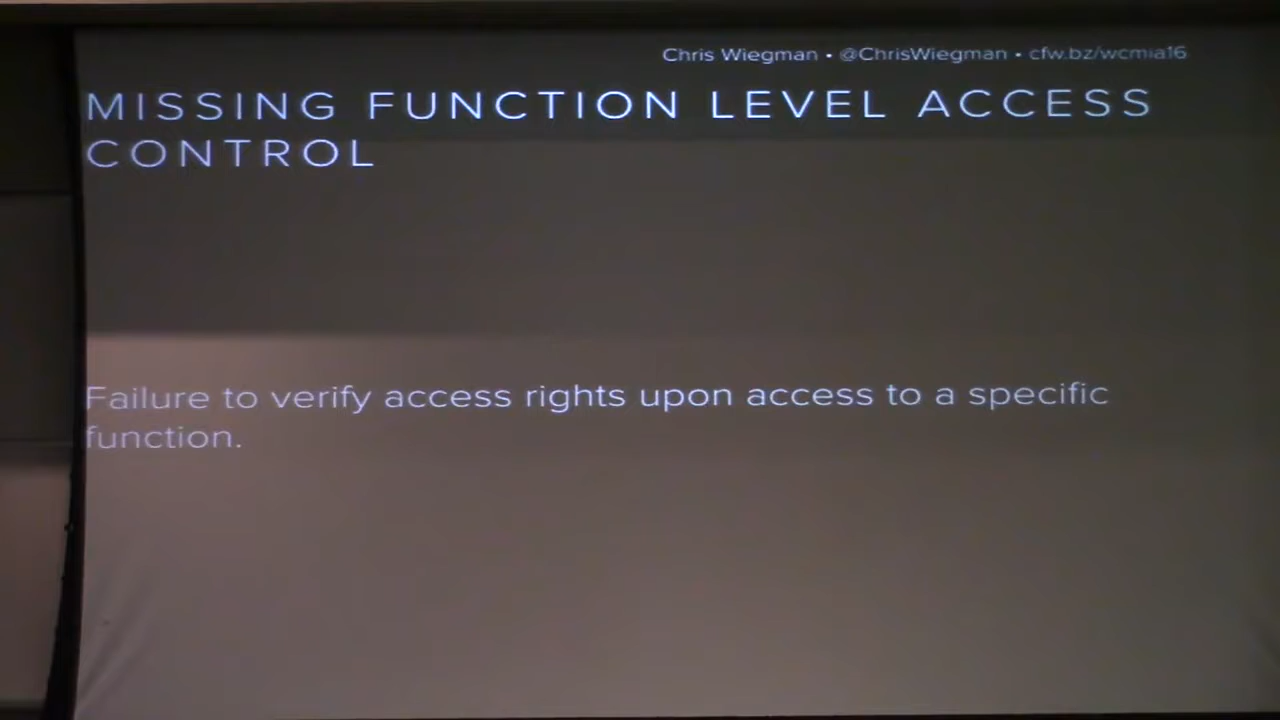 Chris Wiegman • @ChrisWiegman • cfw.bz/wcmia16
MISSING FUNCTION LEVEL ACCESS
CONTROL
Failure to verify access rights upon access to a specific
function.